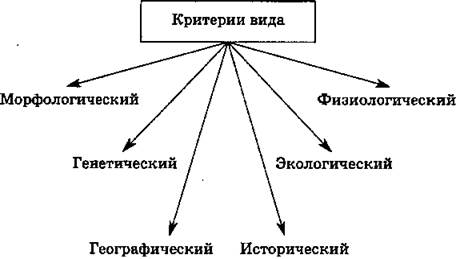 Критерии вида
Морфологический
Физиологический
Генетический
Экологический
Географический
Исторический